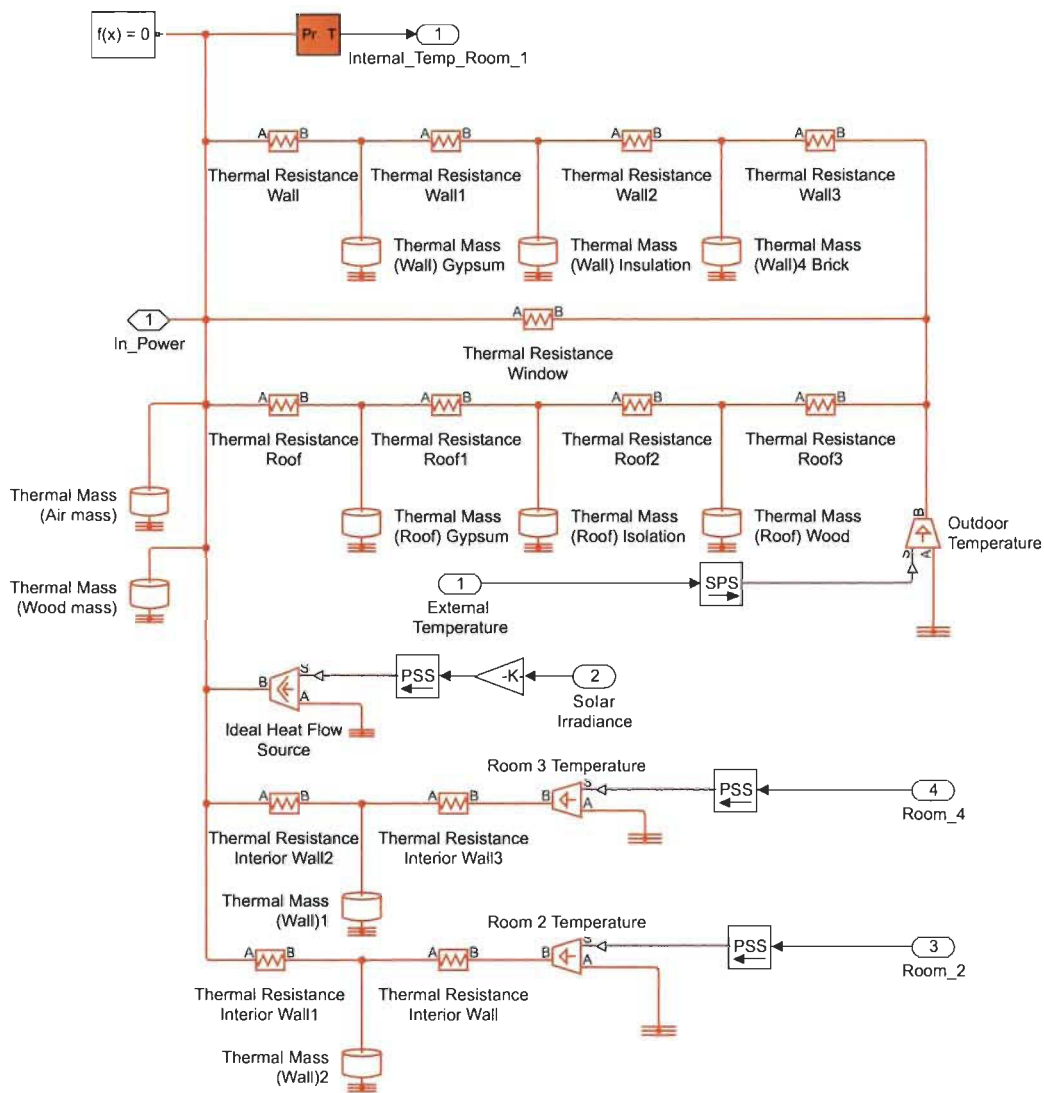 f(x) = 0
Pr T
1
Internal_Temp_Room_1
A B A B A B A B
Thermal Resistance Wall
Thermal Resistance Wall1
Thermal Resistance Wall2
Thermal Resistance Wall3
Thermal Mass (Wall) Gypsum
Thermal Mass (Wall) Insulation
Thermal Mass (Wall)4 Brick
1
In_Power
A B
Thermal Resistance Window
A B A B A B A B
Thermal Resistance Roof
Thermal Resistance Roof1
Thermal Resistance Roof2
Thermal Resistance Roof3
Thermal Mass (Air mass)
Thermal Mass (Roof) Gypsum
Thermal Mass (Roof) Isolation
Thermal Mass (Roof) Wood
B
S A
Outdoor Temperature
Thermal Mass (Wood mass)
1
External Temperature
SPS
B S A
Ideal Heat Flow Source
PSS
-K-
2
Solar Irradiance
Room 3 Temperature
A B A B B S A
PSS
4
Room_4
Thermal Resistance Interior Wall2
Thermal Resistance Interior Wall3
Thermal Mass (Wall)1
Room 2 Temperature
A B A B B S A
PSS
3
Room_2
Thermal Resistance Interior Wall1
Thermal Resistance Interior Wall
Thermal Mass (Wall)2